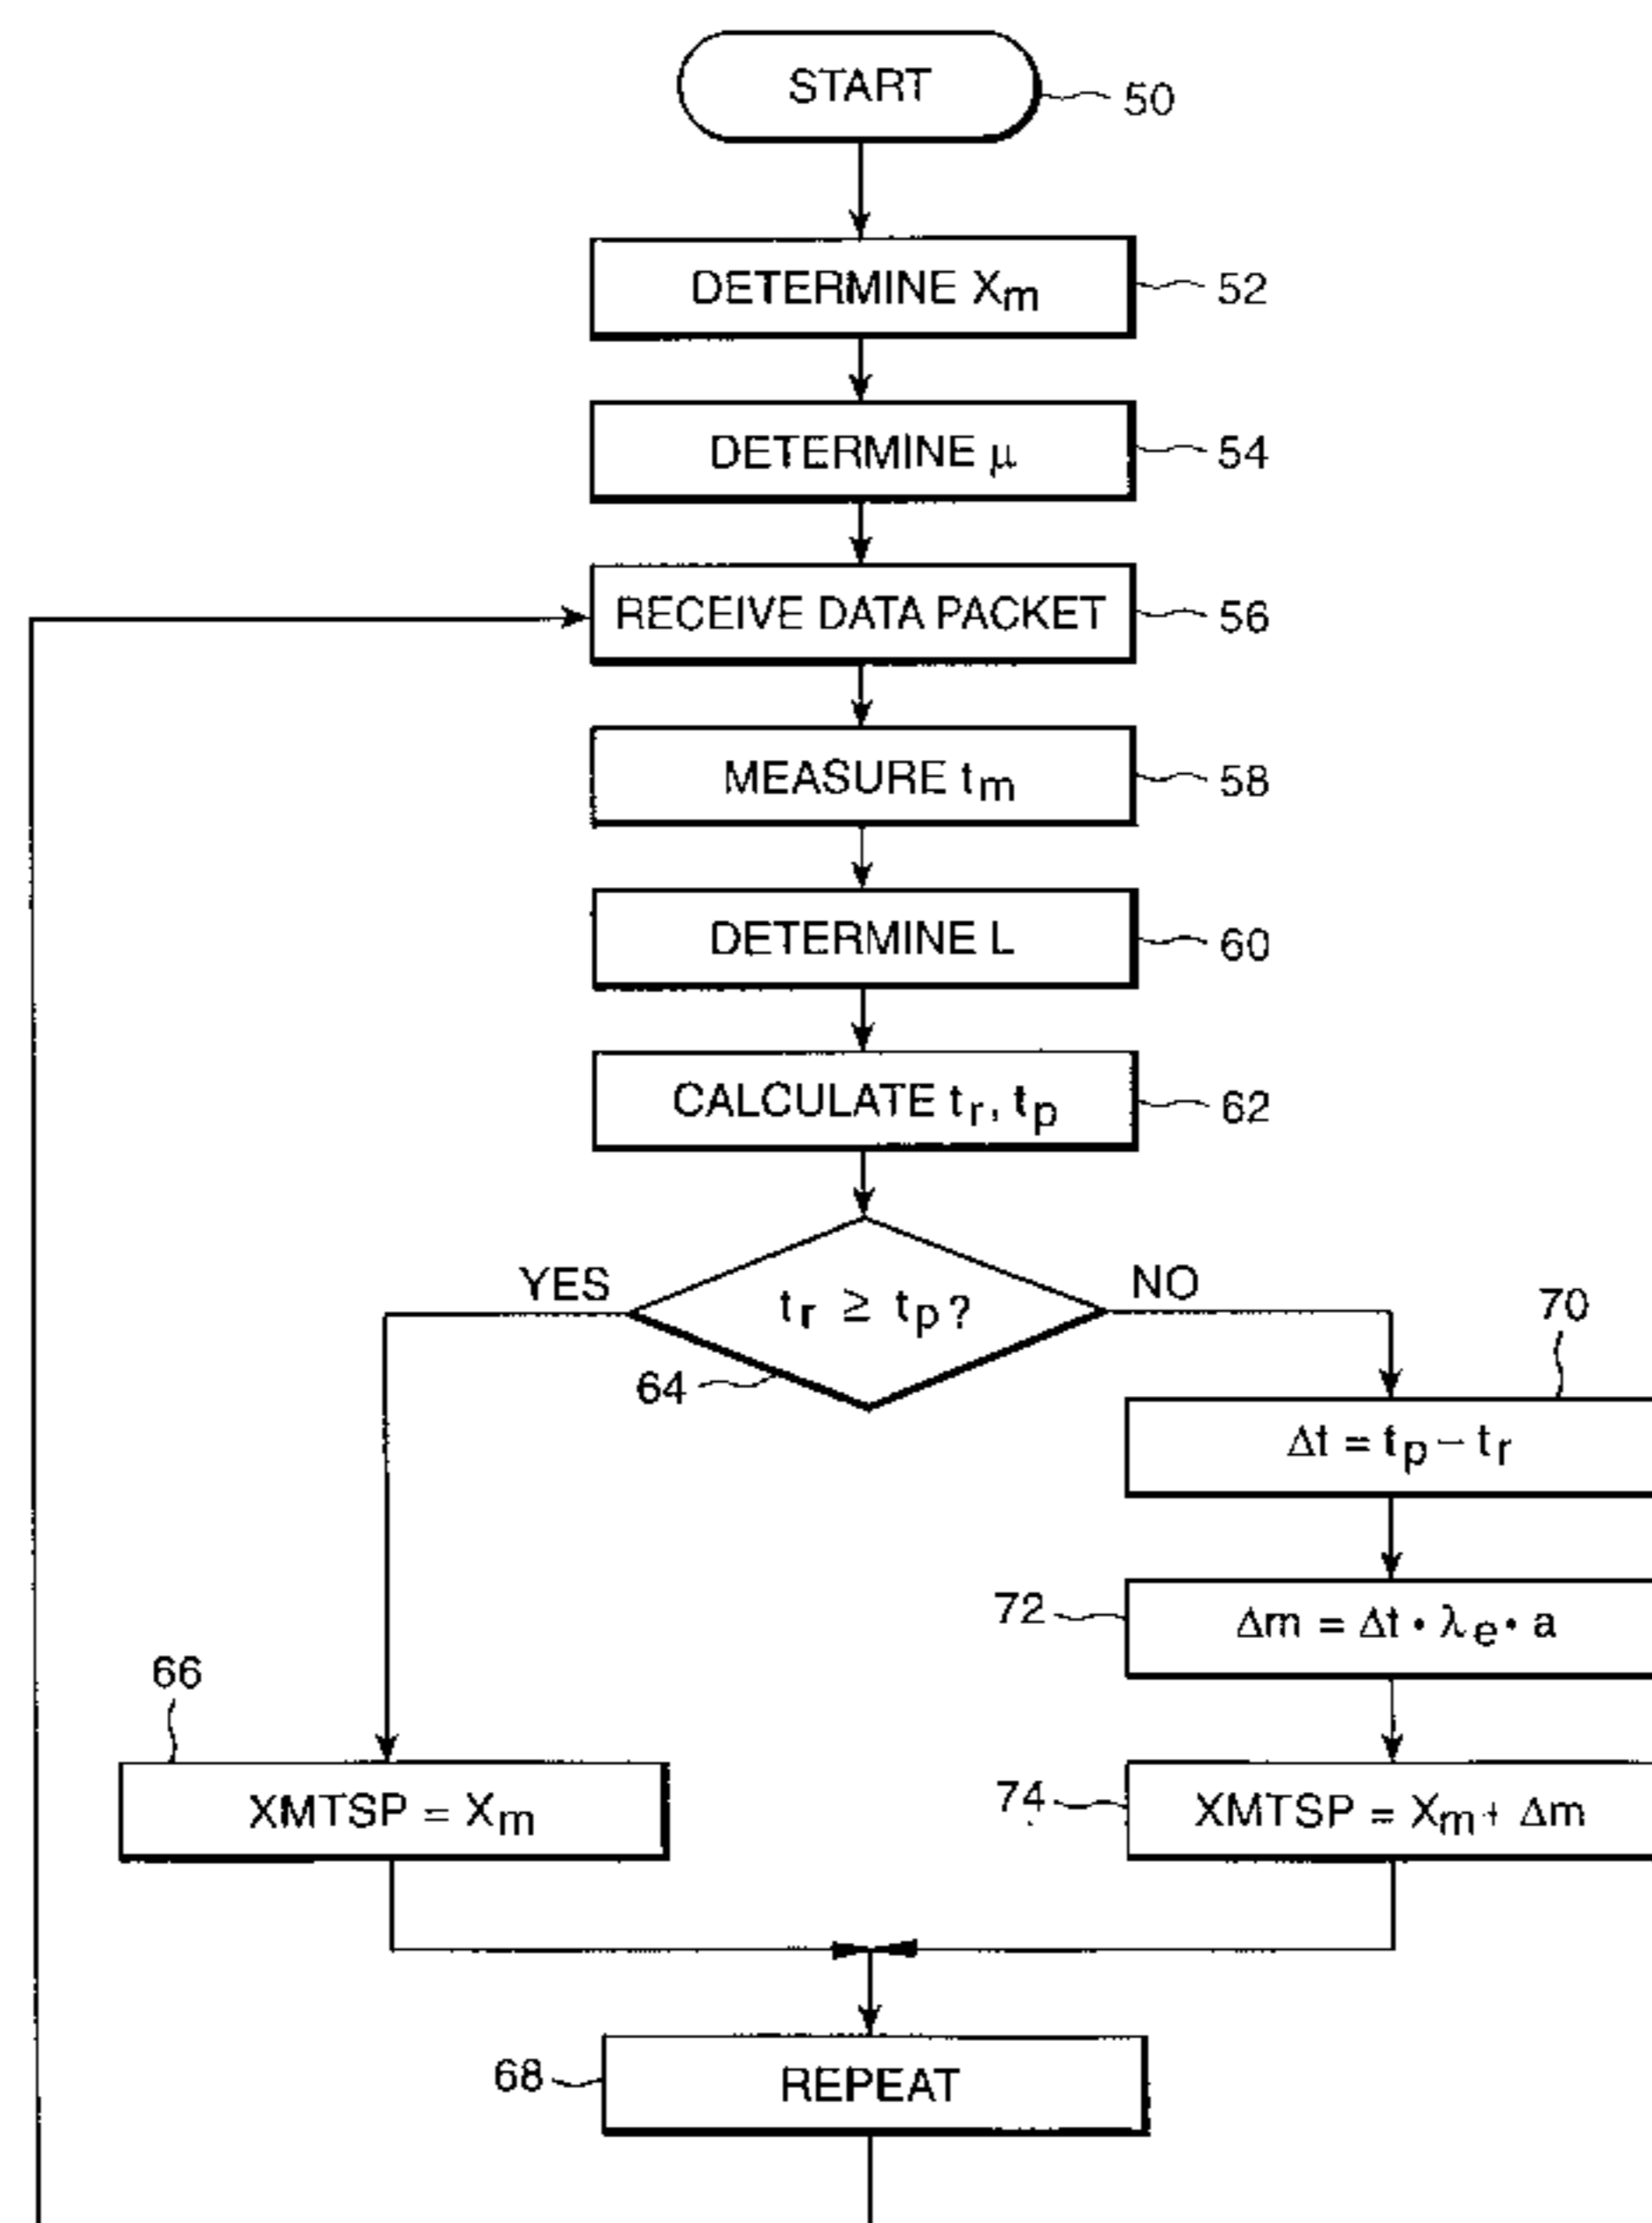 START
50
DETERMINE Xm
52
DETERMINE μ
54
RECEIVE DATA PACKET
56
MEASURE tm
58
DETERMINE L
60
CALCULATE tr, tp
62
YES
tr ≥ tp?
NO
64
70
Δt = tp – tr
72
Δm = Δt • λe • a
66
XMTSP = Xm
74
XMTSP = Xm + Δm
68
REPEAT